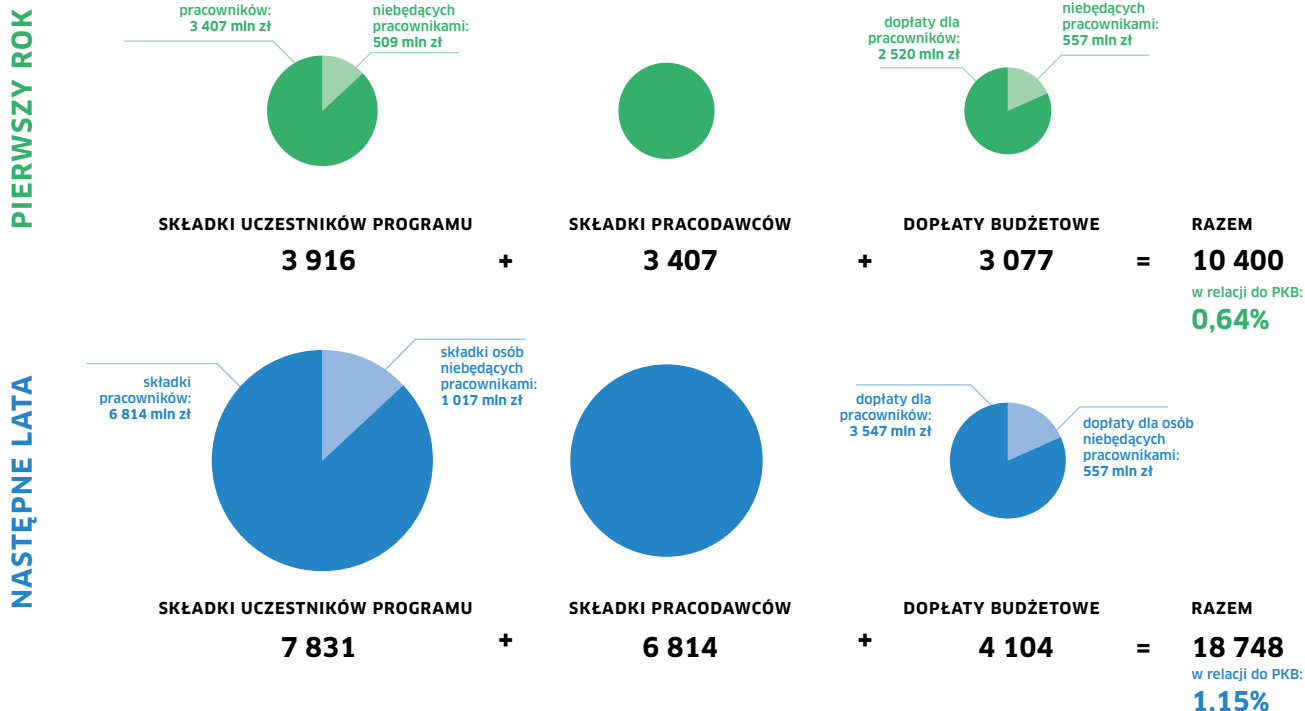 PIERWSZY ROK
pracowników:
3 407 mln zł
niebędących
pracownikami:
509 mln zł
dopłaty dla
pracowników:
2 520 mln zł
niebędących
pracownikami:
557 mln zł
SKŁADKI UCZESTNIKÓW PROGRAMU
SKŁADKI PRACODAWCÓW
DOPŁATY BUDŻETOWE
RAZEM
3 916 + 3 407 + 3 077 = 10 400
w relacji do PKB:
0,64%
NASTĘPNE LATA
składki
pracowników:
6 814 mln zł
składki osób
niebędących
pracownikami:
1 017 mln zł
dopłaty dla
pracowników:
3 547 mln zł
dopłaty dla osób
niebędących
pracownikami:
557 mln zł
SKŁADKI UCZESTNIKÓW PROGRAMU
SKŁADKI PRACODAWCÓW
DOPŁATY BUDŻETOWE
RAZEM
7 831 + 6 814 + 4 104 = 18 748
w relacji do PKB:
1.15%